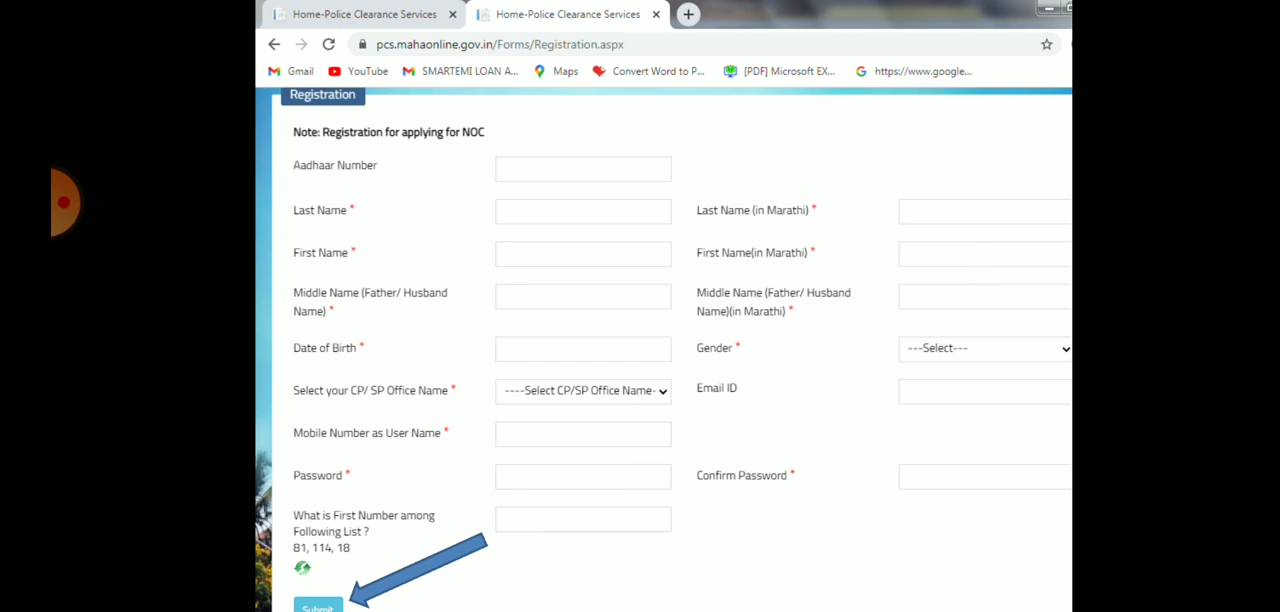 Home-Police Clearance Services
Home-Police Clearance Services
pcs.mahaonline.gov.in/Forms/Registration.aspx
Gmail YouTube SMARTEMI LOAN A... Maps Convert Word to P... [PDF] Microsoft EX... https://www.google...
Registration
Note: Registration for applying for NOC
Aadhaar Number
Last Name * Last Name (in Marathi) *
First Name * First Name(in Marathi) *
Middle Name (Father/ Husband Middle Name (Father/ Husband
Name) * Name)(in Marathi) *
Date of Birth * Gender * ---Select---
Select your CP/ SP Office Name * ----Select CP/SP Office Name- Email ID
Mobile Number as User Name *
Password * Confirm Password *
What is First Number among
Following List ?
81, 114, 18
Submit